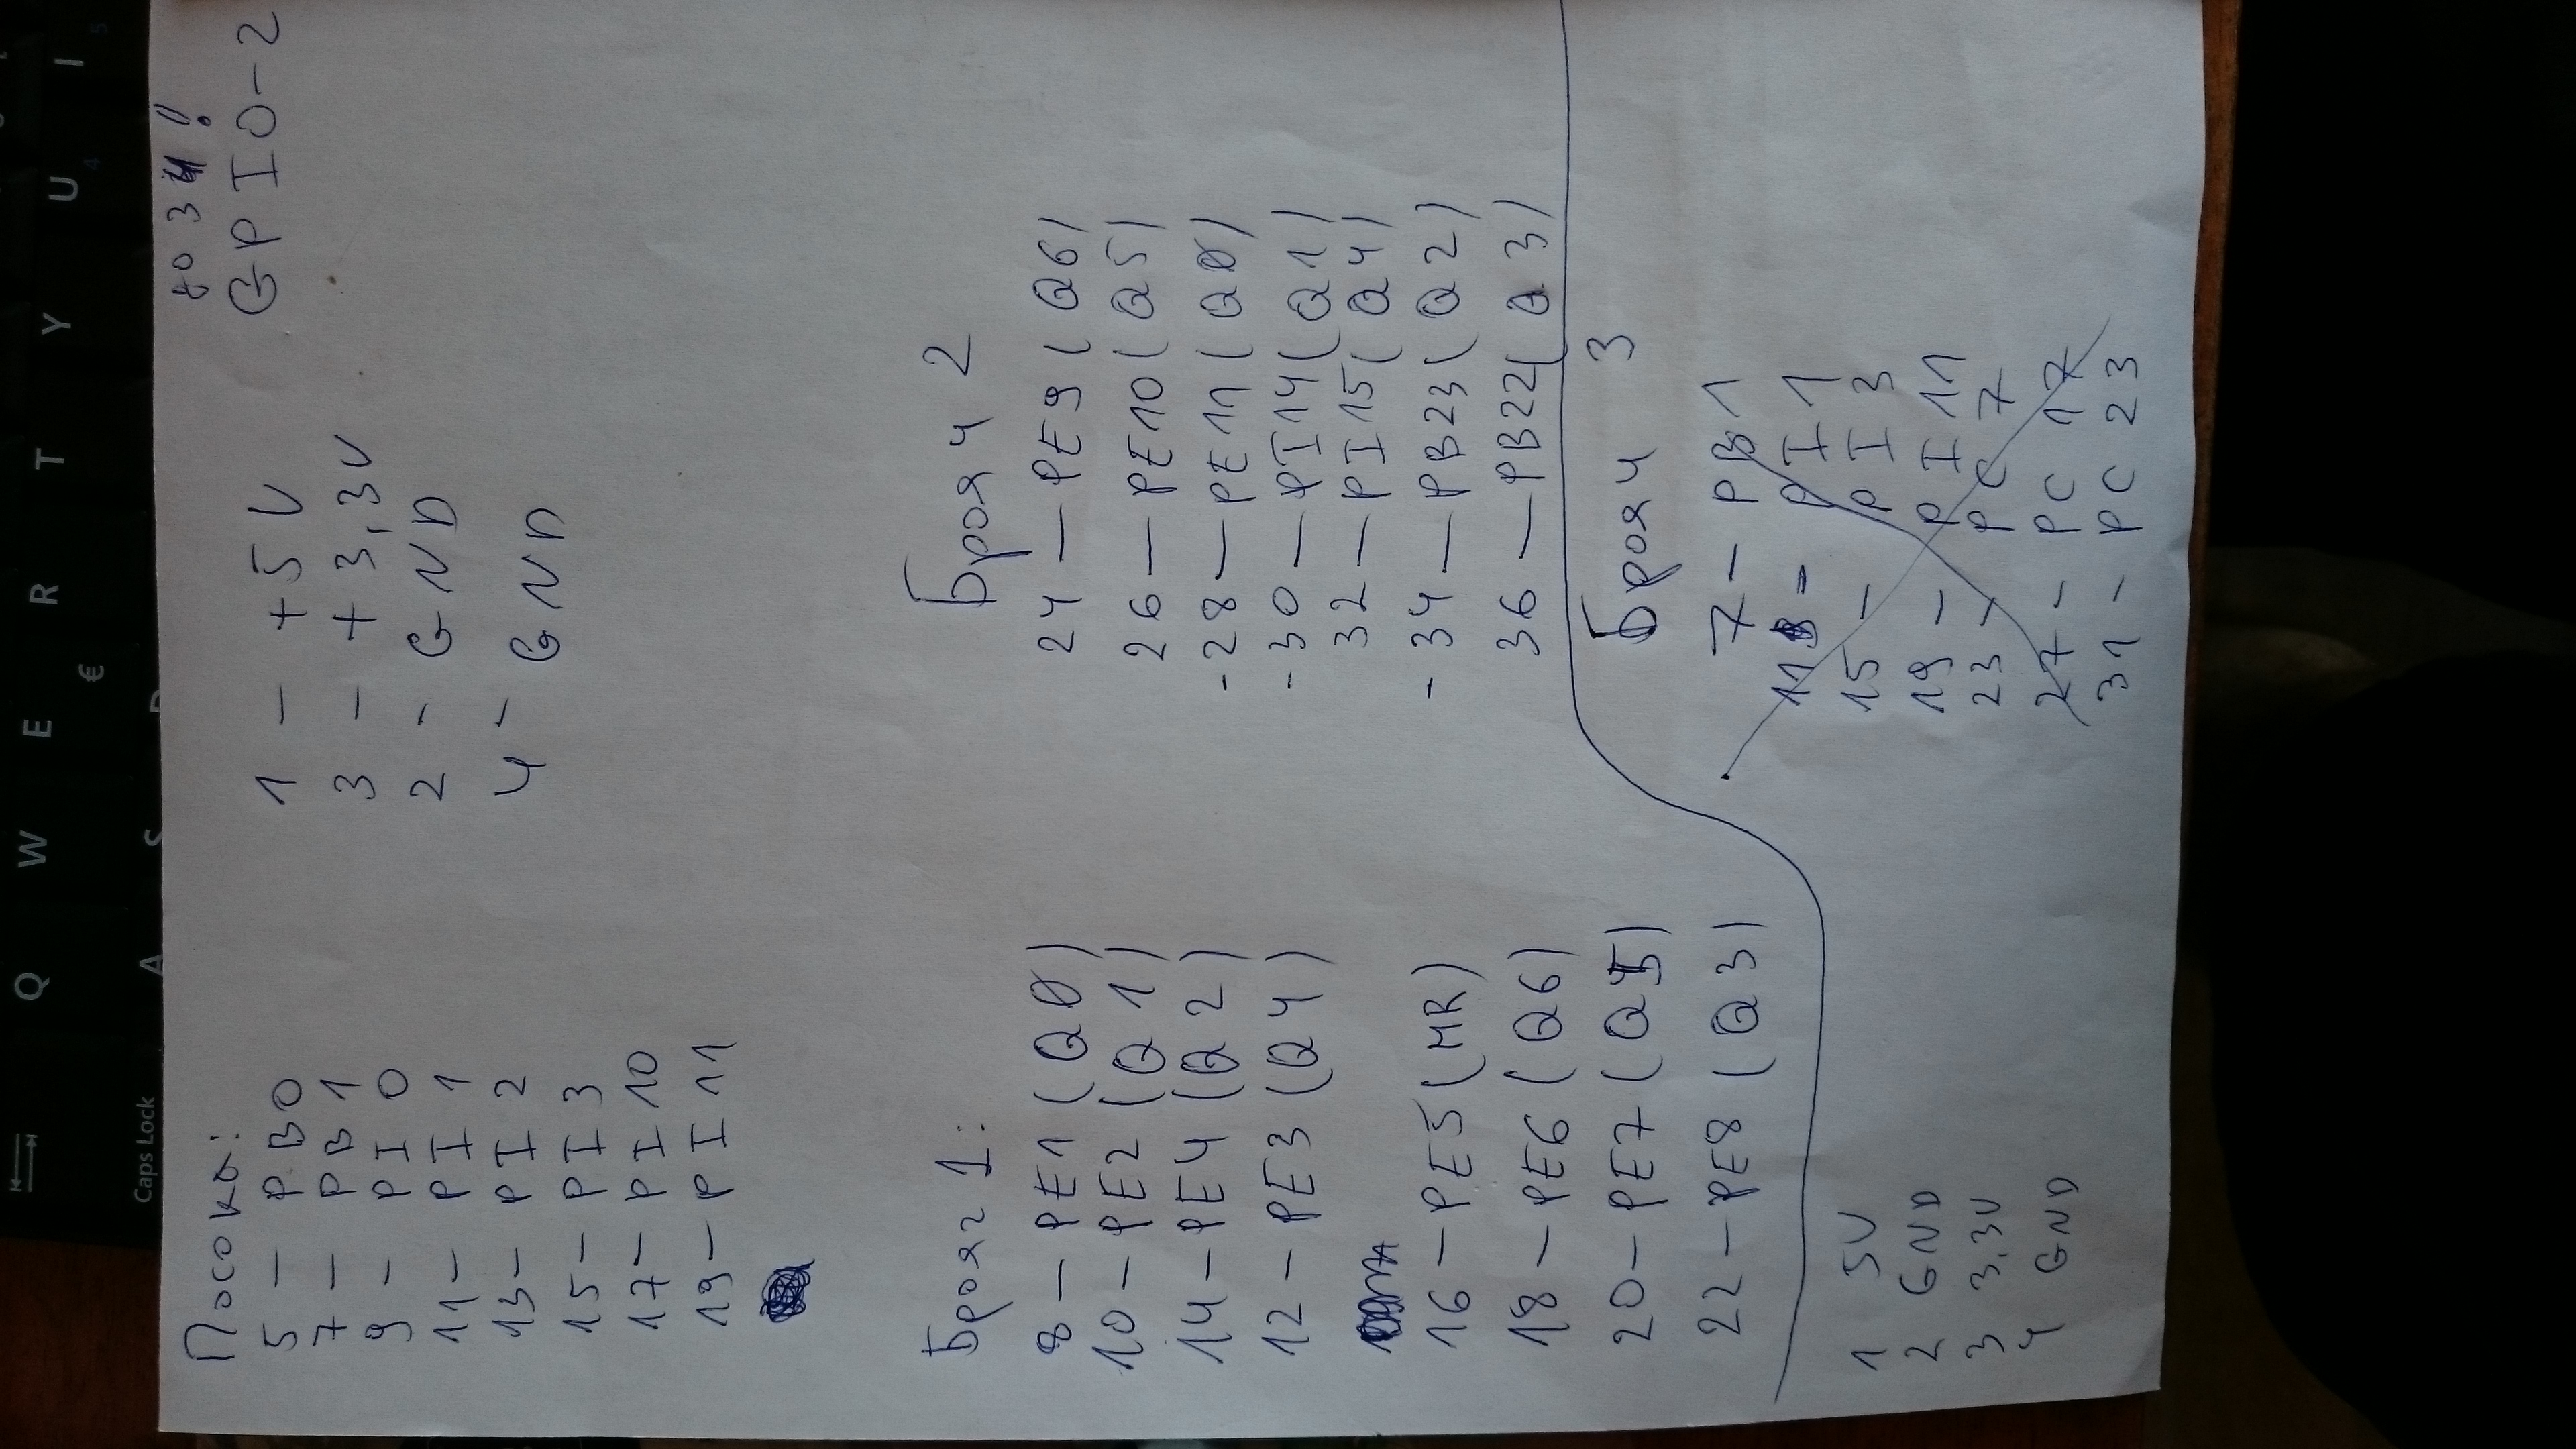 Посока:
5 — PB0
7 — PB1
9 — PI0
11 — PI1
13 — PI2
15 — PI3
17 — PI10
19 — PI11
1 — +5V
3 — +3,3V
2 - GND
4 - GND
GPIO-2
Брояч 1:
8 — PE1 (QØ)
10 — PE2 (Q1)
14 — PE4 (Q2)
12 — PE3 (Q4)
16 — PE5 (MR)
18 — PE6 (Q6)
20 — PE7 (Q5)
22 — PE8 (Q3)
Брояч 2
24 — PE9 (Q6)
26 — PE10 (Q5)
-28 — PE11 (QØ)
-30 — PI14 (Q1)
32 — PI15 (Q4)
-34 — PB23 (Q2)
36 — PB22 (Q3)
Брояч 3
7 - PB1
11 - PI1
15 - PI3
19 - PI11
23 - PC7
27 - PC17
31 - PC23
1 5V
2 GND
3 3,3V
4 GND
Q W E R T Y U I
€ 4 5
Caps Lock A S D